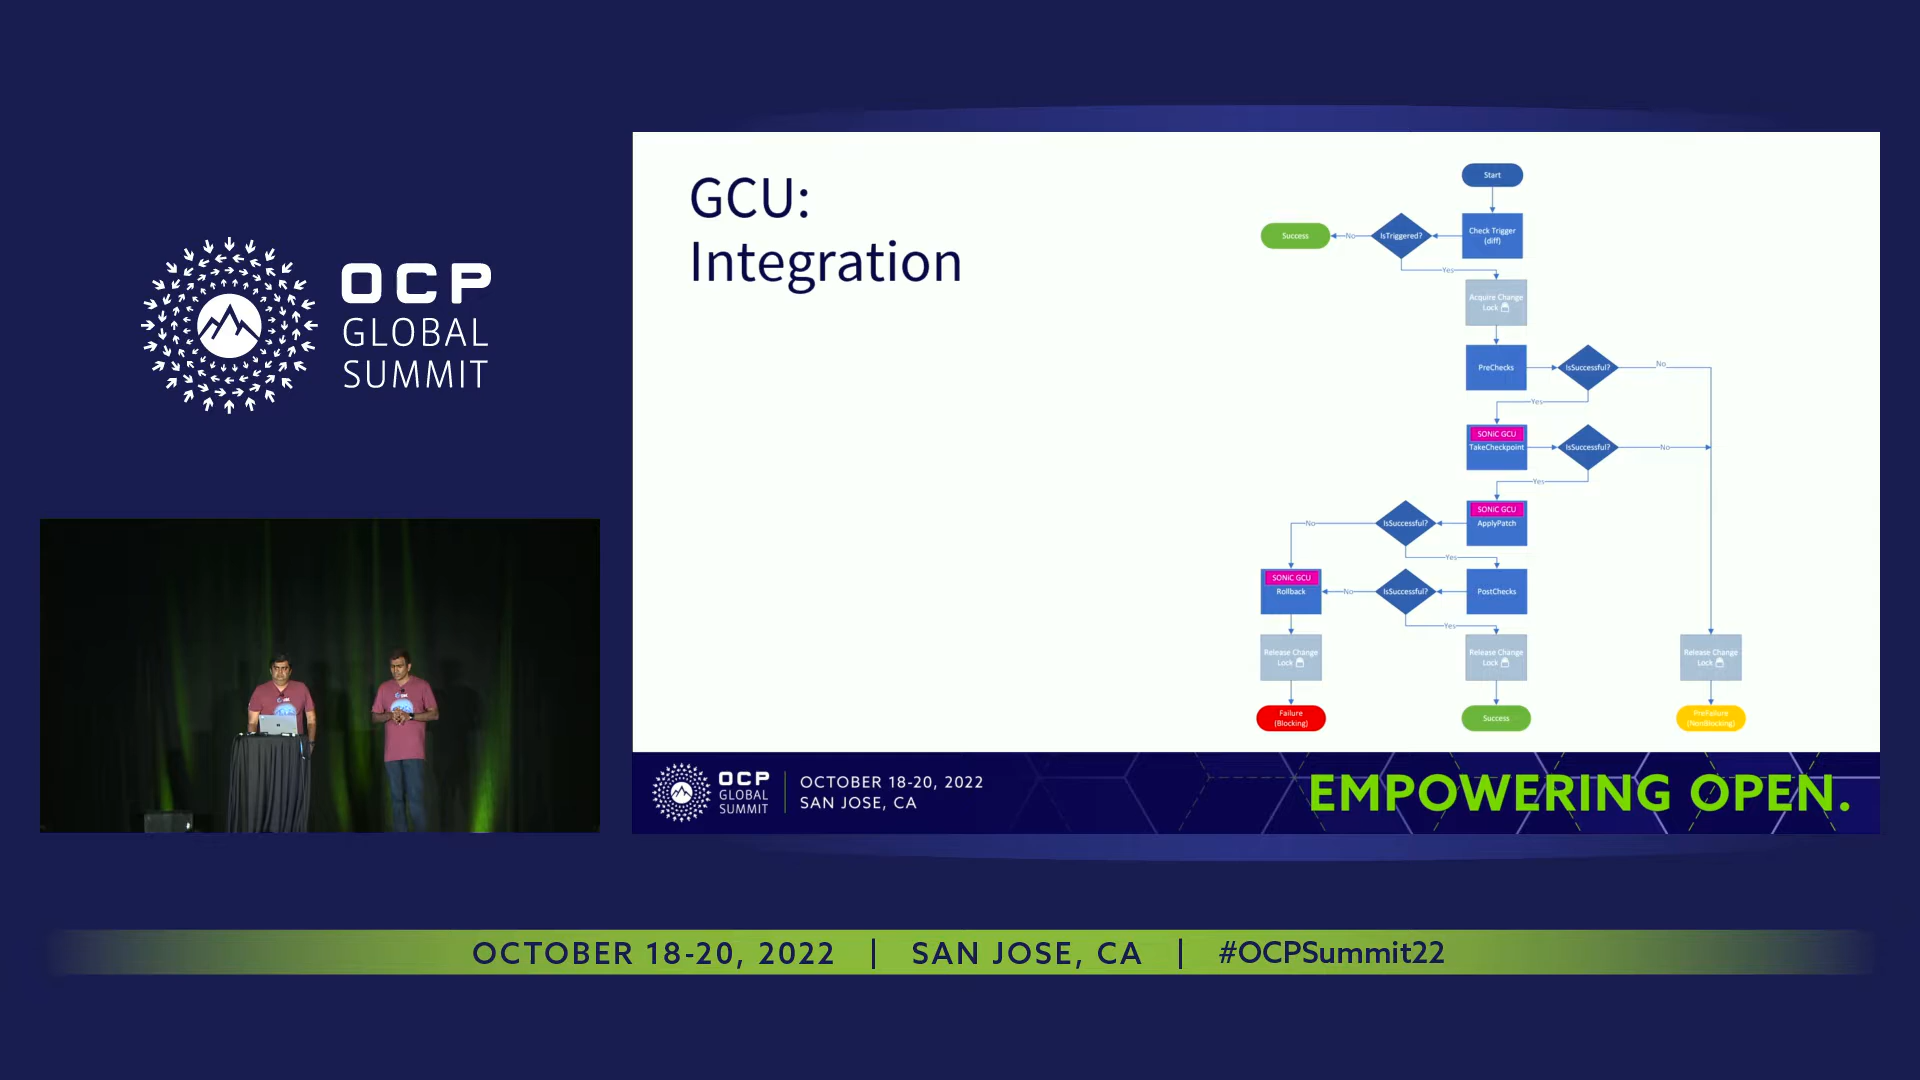 OCP
GLOBAL
SUMMIT
GCU:
Integration
Start
Success
No
IsTriggered?
Check Trigger
(diff)
Yes
Acquire Change
Lock
PreChecks
IsSuccessful?
No
Yes
SONiC GCU
TakeCheckpoint
IsSuccessful?
No
Yes
No
IsSuccessful?
SONiC GCU
ApplyPatch
Yes
SONiC GCU
Rollback
No
IsSuccessful?
PostChecks
Yes
Release Change
Lock
Release Change
Lock
Release Change
Lock
Failure
(Blocking)
Success
PreFailure
(NonBlocking)
OCP
GLOBAL
SUMMIT
OCTOBER 18-20, 2022
SAN JOSE, CA
EMPOWERING OPEN.
OCTOBER 18-20, 2022 | SAN JOSE, CA | #OCPSummit22